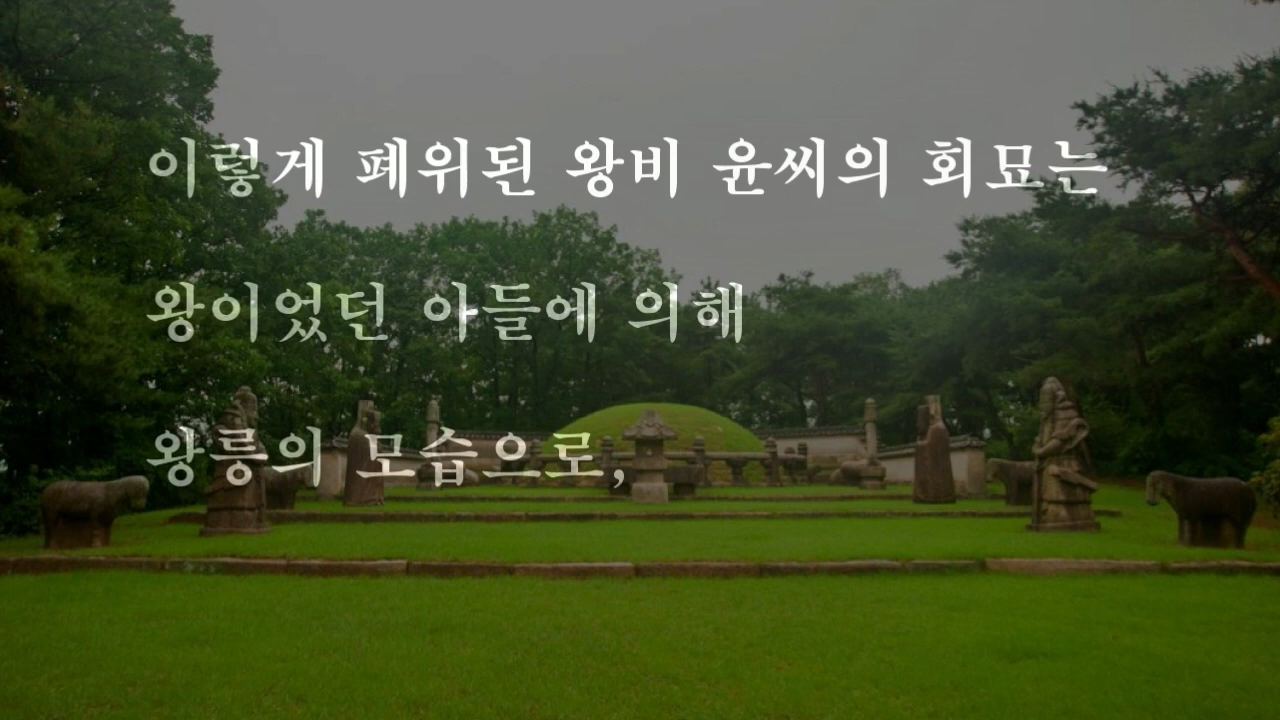 이렇게 폐위된 왕비 윤씨의 회묘는
왕이었던 아들에 의해
왕릉의 모습으로,